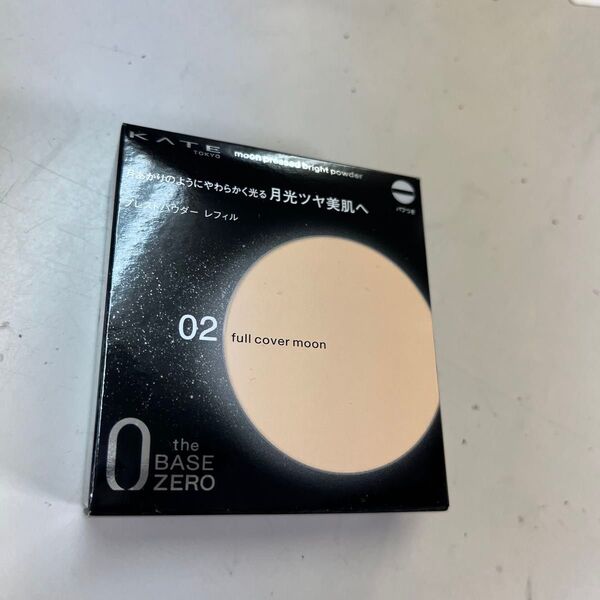 KATE
TOKYO
moon pressed bright powder
月あかりのようにやわらかく光る 月光ツヤ美肌へ
パフつき
プレストパウダー レフィル
02 full cover moon
0 the
BASE
ZERO